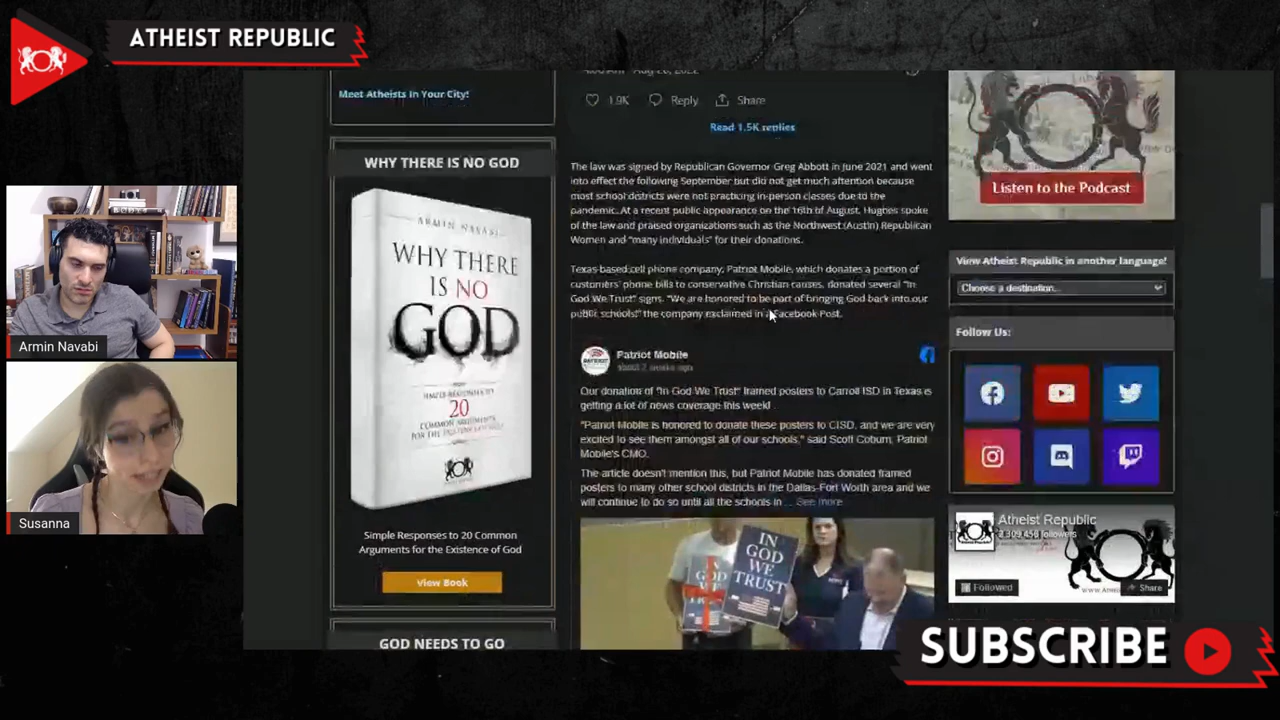 ATHEIST REPUBLIC
Armin Navabi
Susanna
Meet Atheists In Your City!
WHY THERE IS NO GOD
ARMIN NAVABI
WHY THERE
IS NO
GOD
SIMPLE RESPONSES TO
20
COMMON ARGUMENTS
Simple Responses to 20 Common
Arguments for the Existence of God
View Book
GOD NEEDS TO GO
1.9K Reply Share
Read 1.5K replies
The law was signed by Republican Governor Greg Abbott in June 2021 and went
into effect the following September but did not get much attention because
most school districts were not practicing in-person classes due to the
pandemic. At a recent public appearance on the 16th of August, Hughes spoke
of the law and praised organizations such as the Northwest (Austin) Republican
Women and "many individuals" for their donations.
Texas-based cell phone company, Patriot Mobile, which donates a portion of
customers' phone bills to conservative Christian causes, donated several "In
God We Trust" signs. "We are honored to be part of bringing God back into our
public schools!" the company exclaimed in a Facebook Post.
Patriot Mobile
about 2 weeks ago
Our donation of "In God We Trust" framed posters to Carroll ISD in Texas is
getting a lot of news coverage this week!
"Patriot Mobile is honored to donate these posters to CISD, and we are very
excited to see them amongst all of our schools," said Scott Coburn, Patriot
Mobile's CMO.
The article doesn't mention this, but Patriot Mobile has donated framed
posters to many other school districts in the Dallas-Fort Worth area and we
will continue to do so until all the schools in ... See more
IN
GOD
WE
TRUST
Listen to the Podcast
View Atheist Republic in another language!
Choose a destination...
Follow Us:
Atheist Republic
2,309,456 followers
Followed
Share
SUBSCRIBE